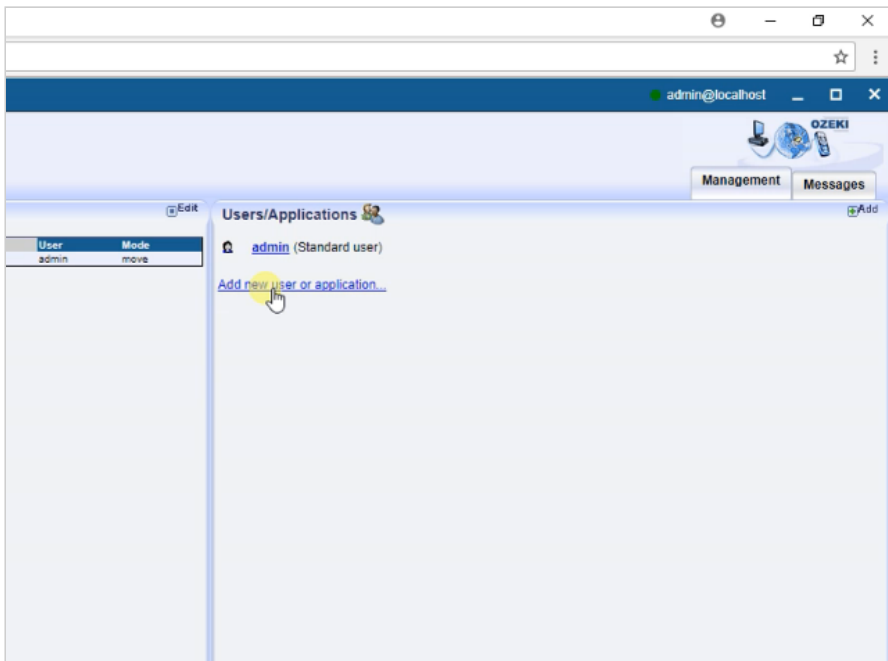 admin@localhost
OZEKI
Management Messages
Edit
User Mode
admin move
Users/Applications
Add
admin (Standard user)
Add new user or application...